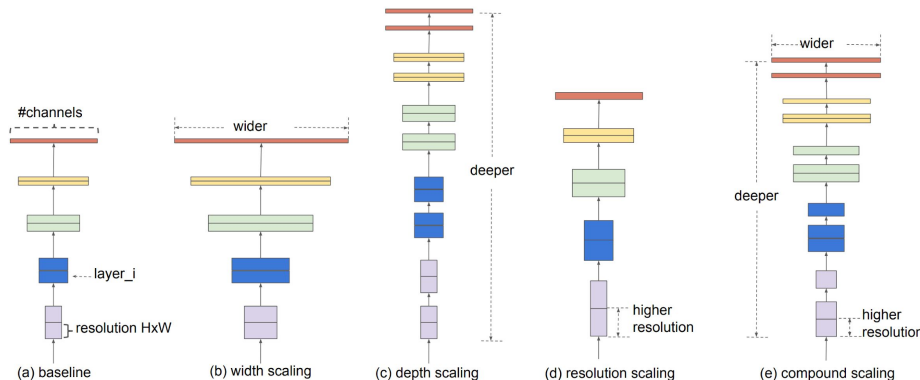 #channels
layer_i
resolution HxW
(a) baseline
wider
(b) width scaling
deeper
(c) depth scaling
higher
resolution
(d) resolution scaling
wider
deeper
higher
resolution
(e) compound scaling